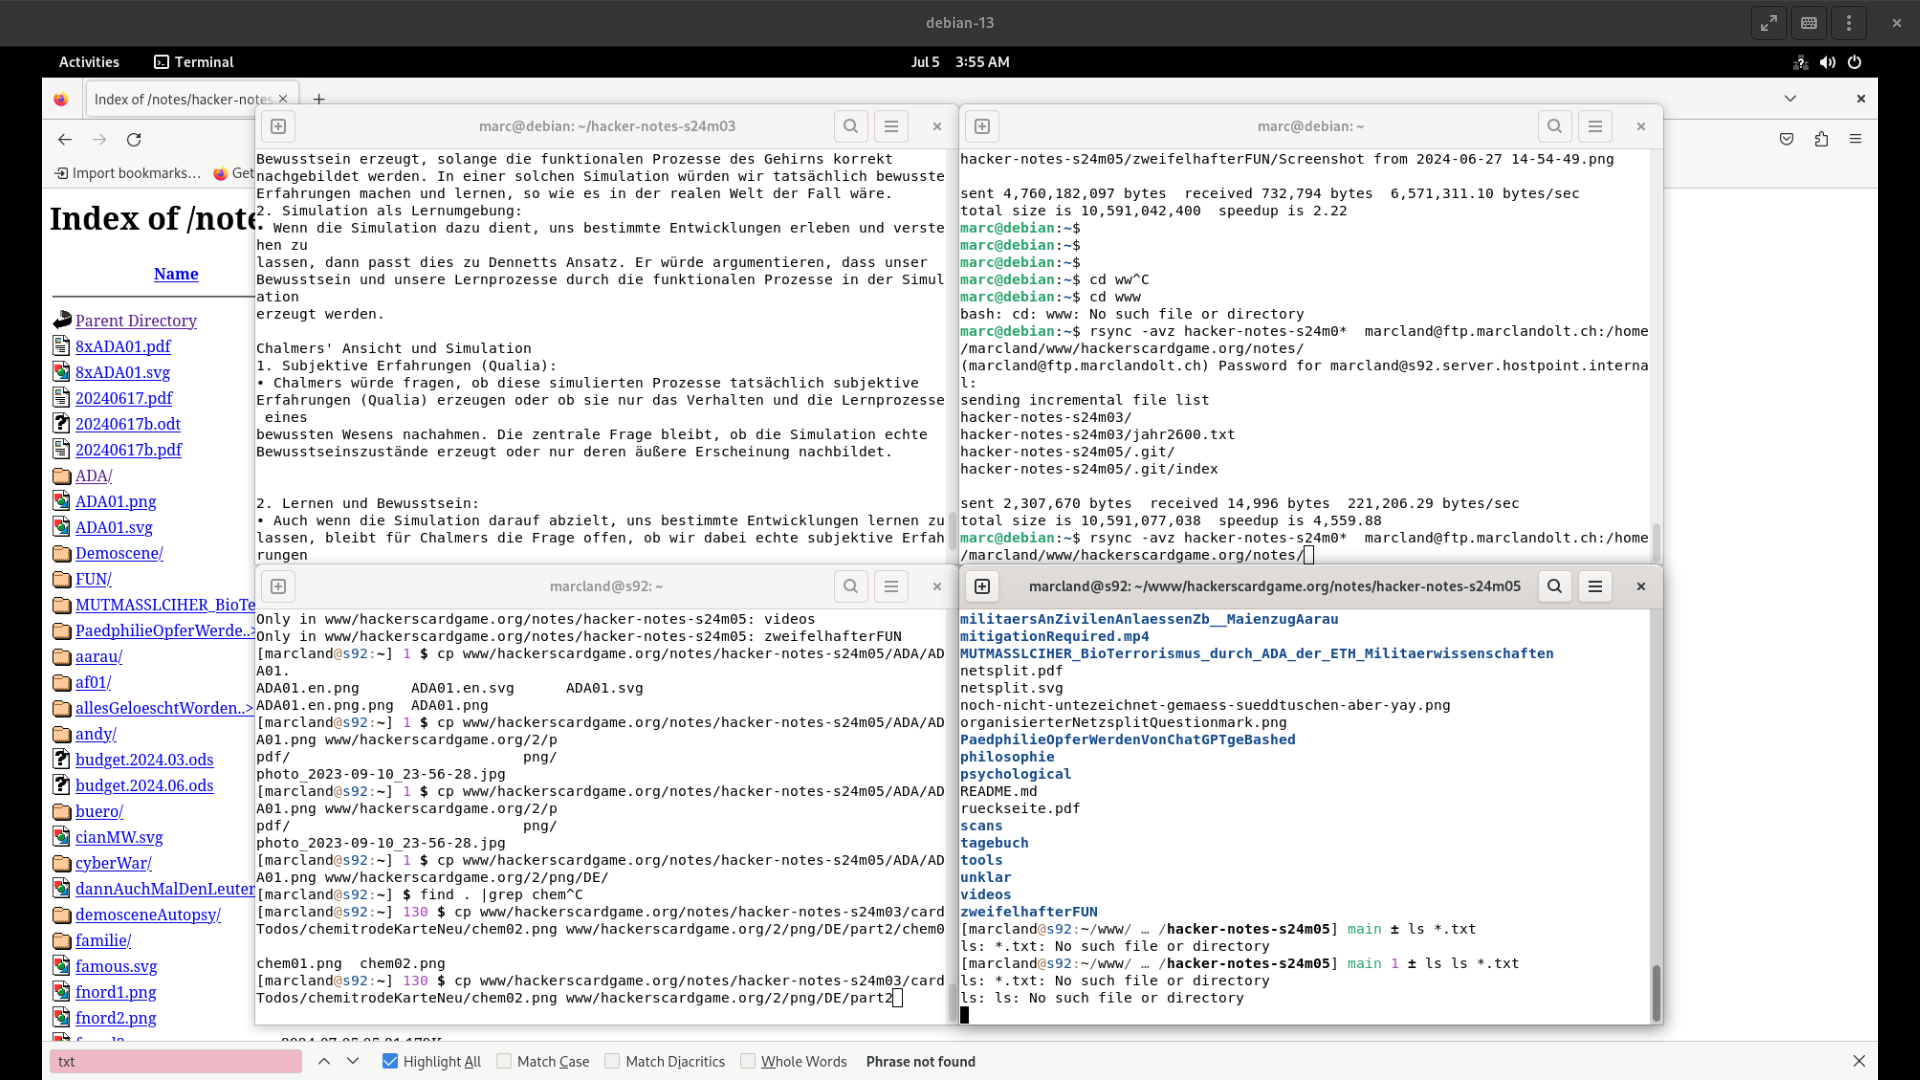 debian-13
Activities
Terminal
Jul 5 3:55 AM
Index of /notes/hacker-notes
Import bookmarks…
Get
Index of /note
Name
Parent Directory
8xADA01.pdf
8xADA01.svg
20240617.pdf
20240617b.odt
20240617b.pdf
ADA/
ADA01.png
ADA01.svg
Demoscene/
FUN/
MUTMASSLCIHER_BioTe
PaedphilieOpferWerde..>
aarau/
af01/
allesGeloeschtWorden..>
andy/
budget.2024.03.ods
budget.2024.06.ods
buero/
cianMW.svg
cyberWar/
dannAuchMalDenLeuten
demosceneAutopsy/
familie/
famous.svg
fnord1.png
fnord2.png
marc@debian: ~/hacker-notes-s24m03
Bewusstsein erzeugt, solange die funktionalen Prozesse des Gehirns korrekt
nachgebildet werden. In einer solchen Simulation würden wir tatsächlich bewusste
Erfahrungen machen und lernen, so wie es in der realen Welt der Fall wäre.
2. Simulation als Lernumgebung:
• Wenn die Simulation dazu dient, uns bestimmte Entwicklungen erleben und verste
hen zu
lassen, dann passt dies zu Dennetts Ansatz. Er würde argumentieren, dass unser
Bewusstsein und unsere Lernprozesse durch die funktionalen Prozesse in der Simul
ation
erzeugt werden.
Chalmers' Ansicht und Simulation
1. Subjektive Erfahrungen (Qualia):
• Chalmers würde fragen, ob diese simulierten Prozesse tatsächlich subjektive
Erfahrungen (Qualia) erzeugen oder ob sie nur das Verhalten und die Lernprozesse
eines
bewussten Wesens nachahmen. Die zentrale Frage bleibt, ob die Simulation echte
Bewusstseinszustände erzeugt oder nur deren äußere Erscheinung nachbildet.
2. Lernen und Bewusstsein:
• Auch wenn die Simulation darauf abzielt, uns bestimmte Entwicklungen lernen zu
lassen, bleibt für Chalmers die Frage offen, ob wir dabei echte subjektive Erfah
rungen
marc@debian: ~
hacker-notes-s24m05/zweifelhafterFUN/Screenshot from 2024-06-27 14-54-49.png
sent 4,760,182,097 bytes received 732,794 bytes 6,571,311.10 bytes/sec
total size is 10,591,042,400 speedup is 2.22
marc@debian:~$
marc@debian:~$
marc@debian:~$
marc@debian:~$ cd ww^C
marc@debian:~$ cd www
bash: cd: www: No such file or directory
marc@debian:~$ rsync -avz hacker-notes-s24m0* marcland@ftp.marclandolt.ch:/home
/marcland/www/hackerscardgame.org/notes/
(marcland@ftp.marclandolt.ch) Password for marcland@s92.server.hostpoint.interna
l:
sending incremental file list
hacker-notes-s24m03/
hacker-notes-s24m03/jahr2600.txt
hacker-notes-s24m05/.git/
hacker-notes-s24m05/.git/index
sent 2,307,670 bytes received 14,996 bytes 221,206.29 bytes/sec
total size is 10,591,077,038 speedup is 4,559.88
marc@debian:~$ rsync -avz hacker-notes-s24m0* marcland@ftp.marclandolt.ch:/home
/marcland/www/hackerscardgame.org/notes/
marcland@s92: ~
Only in www/hackerscardgame.org/notes/hacker-notes-s24m05: videos
Only in www/hackerscardgame.org/notes/hacker-notes-s24m05: zweifelhafterFUN
[marcland@s92:~] 1 $ cp www/hackerscardgame.org/notes/hacker-notes-s24m05/ADA/AD
A01.
ADA01.en.png ADA01.en.svg ADA01.svg
ADA01.en.png.png ADA01.png
[marcland@s92:~] 1 $ cp www/hackerscardgame.org/notes/hacker-notes-s24m05/ADA/AD
A01.png www/hackerscardgame.org/2/p
pdf/ png/
photo_2023-09-10_23-56-28.jpg
[marcland@s92:~] 1 $ cp www/hackerscardgame.org/notes/hacker-notes-s24m05/ADA/AD
A01.png www/hackerscardgame.org/2/p
pdf/ png/
photo_2023-09-10_23-56-28.jpg
[marcland@s92:~] 1 $ cp www/hackerscardgame.org/notes/hacker-notes-s24m05/ADA/AD
A01.png www/hackerscardgame.org/2/png/DE/
[marcland@s92:~] $ find . |grep chem^C
[marcland@s92:~] 130 $ cp www/hackerscardgame.org/notes/hacker-notes-s24m03/card
Todos/chemitrodeKarteNeu/chem02.png www/hackerscardgame.org/2/png/DE/part2/chem0
chem01.png chem02.png
[marcland@s92:~] 130 $ cp www/hackerscardgame.org/notes/hacker-notes-s24m03/card
Todos/chemitrodeKarteNeu/chem02.png www/hackerscardgame.org/2/png/DE/part2
marcland@s92: ~/www/hackerscardgame.org/notes/hacker-notes-s24m05
militaersAnZivilenAnlaessenZb__MaienzugAarau
mitigationRequired.mp4
MUTMASSLCIHER_BioTerrorismus_durch_ADA_der_ETH_Militaerwissenschaften
netsplit.pdf
netsplit.svg
noch-nicht-untezeichnet-gemaess-sueddtuschen-aber-yay.png
organisierterNetzsplitQuestionmark.png
PaedphilieOpferWerdenVonChatGPTgeBashed
philosophie
psychological
README.md
rueckseite.pdf
scans
tagebuch
tools
unklar
videos
zweifelhafterFUN
[marcland@s92:~/www/ … /hacker-notes-s24m05] main ± ls *.txt
ls: *.txt: No such file or directory
[marcland@s92:~/www/ … /hacker-notes-s24m05] main 1 ± ls ls *.txt
ls: *.txt: No such file or directory
ls: ls: No such file or directory
txt
Highlight All
Match Case
Match Diacritics
Whole Words
Phrase not found